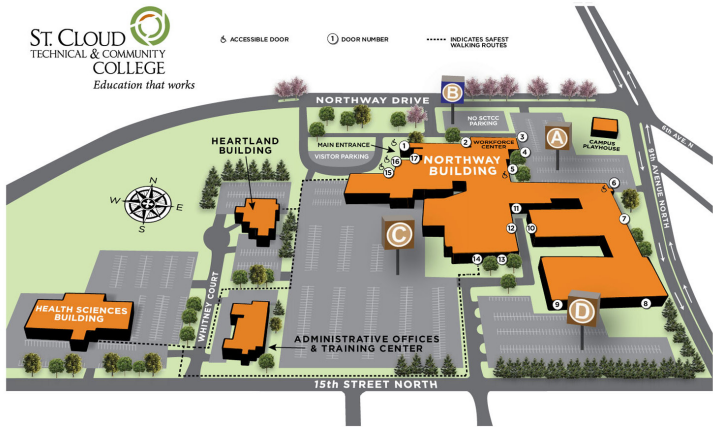 ST. CLOUD
TECHNICAL & COMMUNITY
COLLEGE
Education that works
ACCESSIBLE DOOR
1 DOOR NUMBER
INDICATES SAFEST
WALKING ROUTES
NORTHWAY DRIVE
B
NO SCTCC
PARKING
A
CAMPUS
PLAYHOUSE
8TH AVE. N
9TH AVENUE NORTH
MAIN ENTRANCE
VISITOR PARKING
1
2
3
4
5
WORKFORCE
CENTER
NORTHWAY
BUILDING
15
16
17
6
7
HEARTLAND
BUILDING
N
W
E
S
C
11
12
10
14
13
9
8
D
WHITNEY COURT
HEALTH SCIENCES
BUILDING
ADMINISTRATIVE OFFICES
& TRAINING CENTER
15TH STREET NORTH